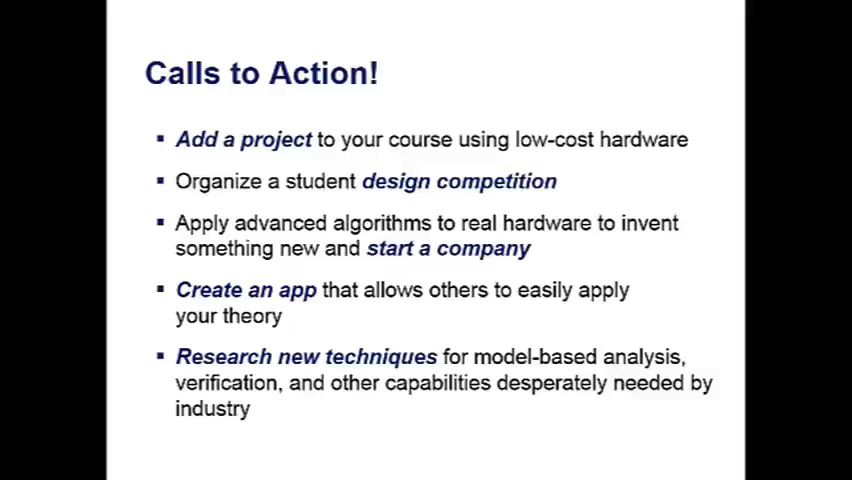 Calls to Action!
▪ Add a project to your course using low-cost hardware
▪ Organize a student design competition
▪ Apply advanced algorithms to real hardware to invent
something new and start a company
▪ Create an app that allows others to easily apply
your theory
▪ Research new techniques for model-based analysis,
verification, and other capabilities desperately needed by
industry